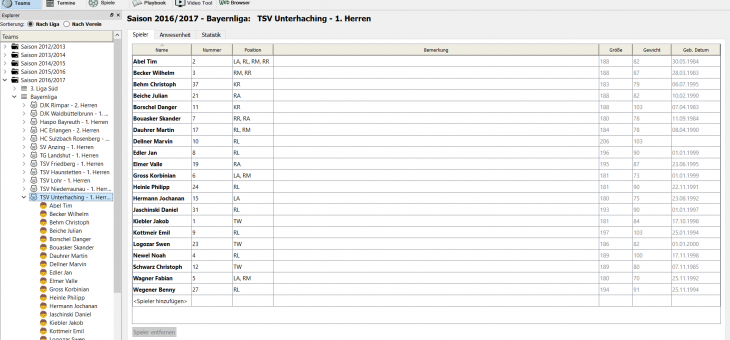 Teams Termine Spiele Playbook Video Tool Web Browser
Explorer
Sortierung: Nach Liga Nach Verein
Teams
Saison 2012/2013
Saison 2013/2014
Saison 2014/2015
Saison 2015/2016
Saison 2016/2017
3. Liga Süd
Bayernliga
DJK Rimpar - 2. Herren
DJK Waldbüttelbrunn - 1. ...
Haspo Bayreuth - 1. Herren
HC Erlangen - 2. Herren
HC Sulzbach Rosenberg - ...
SV Anzing - 1. Herren
TG Landshut - 1. Herren
TSV Friedberg - 1. Herren
TSV Haunstetten - 1. Herren
TSV Lohr - 1. Herren
TSV Niederraunau - 1. Herr...
TSV Unterhaching - 1. Herr...
Abel Tim
Becker Wilhelm
Behm Christoph
Beiche Julian
Borschel Danger
Bouasker Skander
Dauhrer Martin
Dellner Marvin
Edler Jan
Elmer Valle
Gross Korbinian
Heinle Philipp
Hermann Jochanan
Jaschinski Daniel
Kiebler Jakob
Kottmeir Emil
Logozar Swen
Saison 2016/2017 - Bayernliga: TSV Unterhaching - 1. Herren
Spieler Anwesenheit Statistik
Name Nummer Position Bemerkung Größe Gewicht Geb. Datum
Abel Tim 2 LA, RL, RM, RR 188 82 30.05.1984
Becker Wilhelm 3 RM, RR 187 87 28.03.1983
Behm Christoph 37 KR 183 79 06.07.1995
Beiche Julian 21 RA 188 82 10.02.1990
Borschel Danger 11 KR 188 103 07.04.1983
Bouasker Skander 7 RR, RA 180 78 11.09.1984
Dauhrer Martin 17 RL, RM 184 78 08.04.1990
Dellner Marvin 10 RL 206 103
Edler Jan 8 RL 196 90 01.01.1999
Elmer Valle 19 RA 195 87 23.06.1995
Gross Korbinian 6 LA, RM 181 73 01.01.1999
Heinle Philipp 24 RL 191 90 22.11.1991
Hermann Jochanan 15 LA 180 75 23.08.1992
Jaschinski Daniel 31 RL 193 90 01.01.1997
Kiebler Jakob 1 TW 181 84 17.10.1998
Kottmeir Emil 9 RL 197 103 25.01.1994
Logozar Swen 23 TW 186 82 01.01.2000
Newel Noah 4 RL 189 100 17.11.1998
Schwarz Christoph 12 TW 189 80 07.11.1985
Wagner Fabian 5 LA, RM 180 70 25.11.1992
Wegener Benny 27 RL 194 91 25.11.1994
<Spieler hinzufügen>
Spieler entfernen